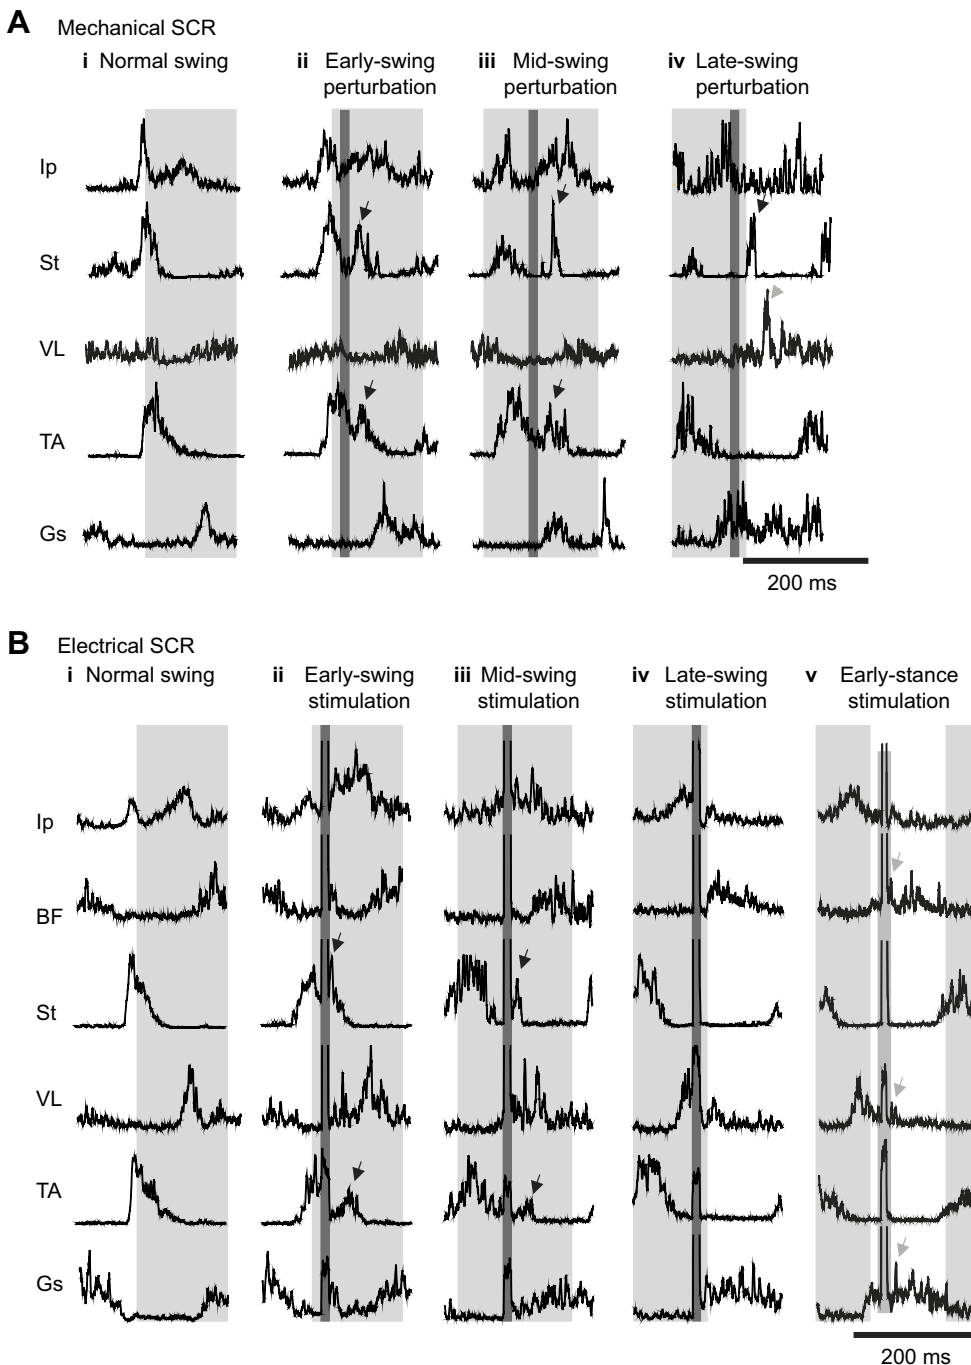 A Mechanical SCR
i Normal swing
ii Early-swing perturbation
iii Mid-swing perturbation
iv Late-swing perturbation
Ip
St
VL
TA
Gs
200 ms
B Electrical SCR
i Normal swing
ii Early-swing stimulation
iii Mid-swing stimulation
iv Late-swing stimulation
v Early-stance stimulation
Ip
BF
St
VL
TA
Gs
200 ms